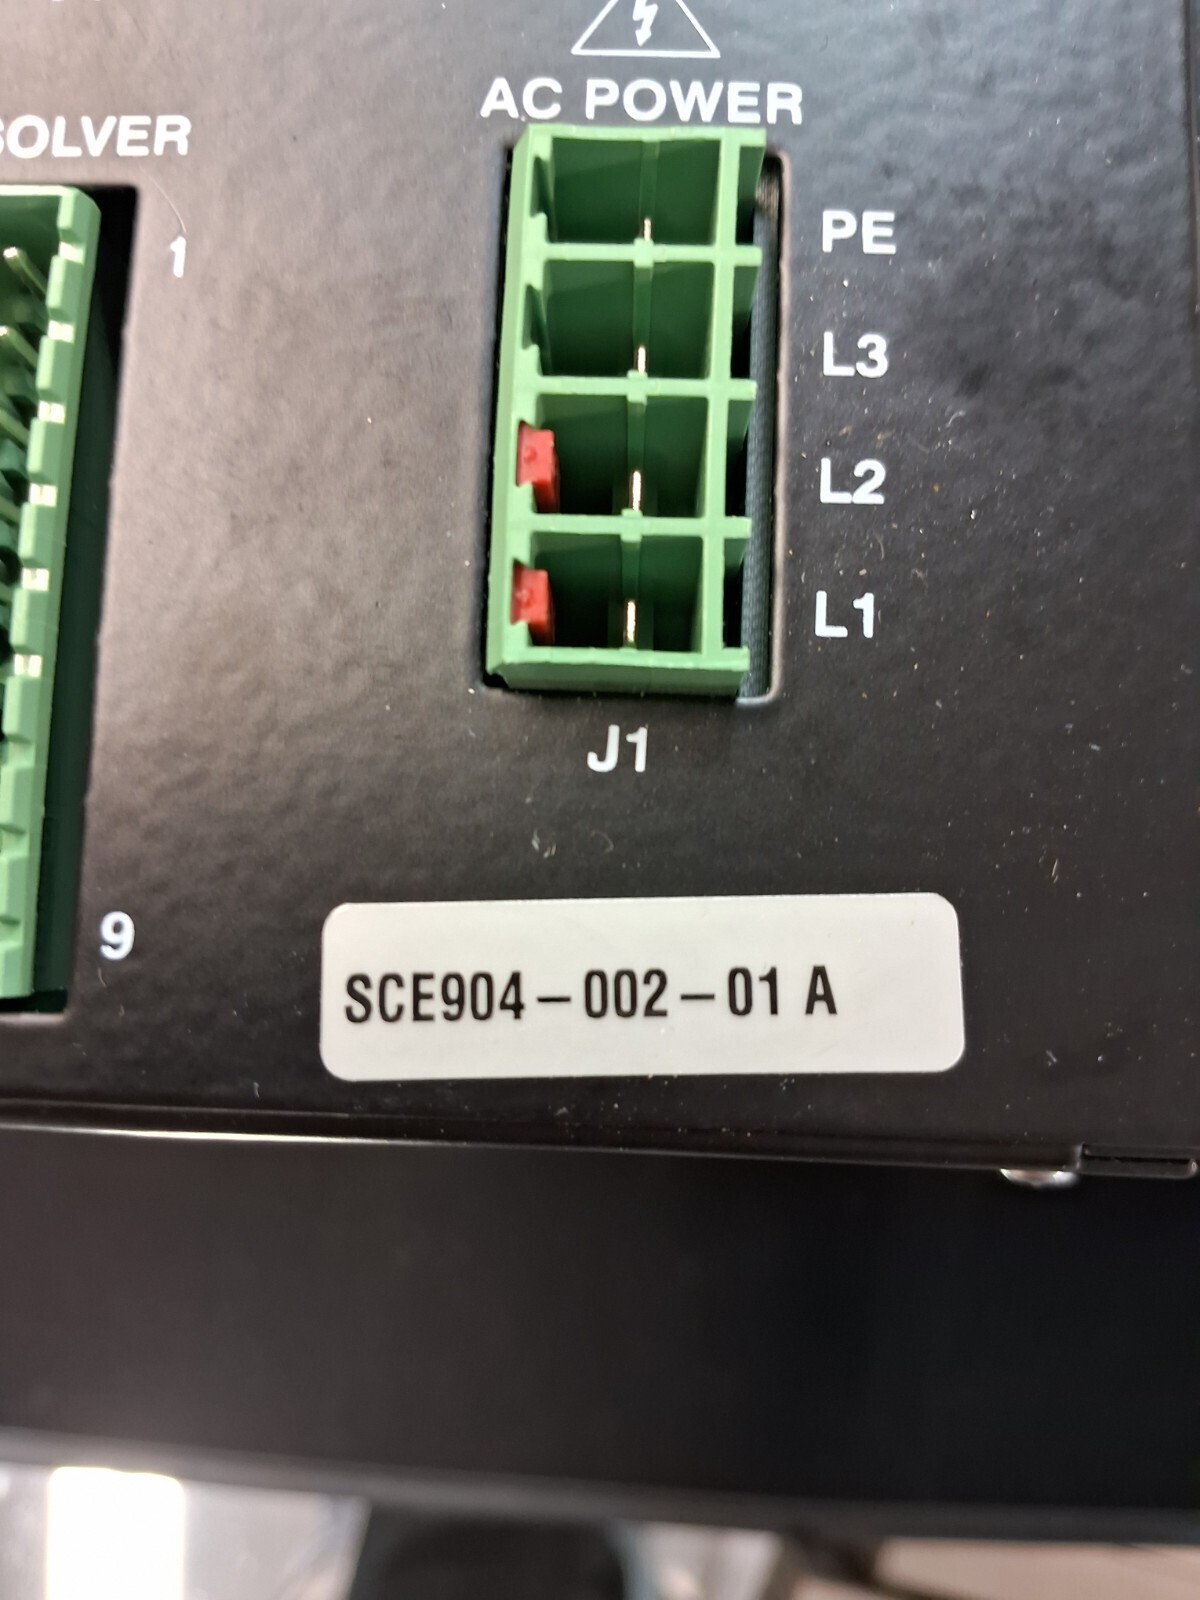 AC POWER
SOLVER
1
PE
L3
L2
L1
J1
9
SCE904-002-01 A